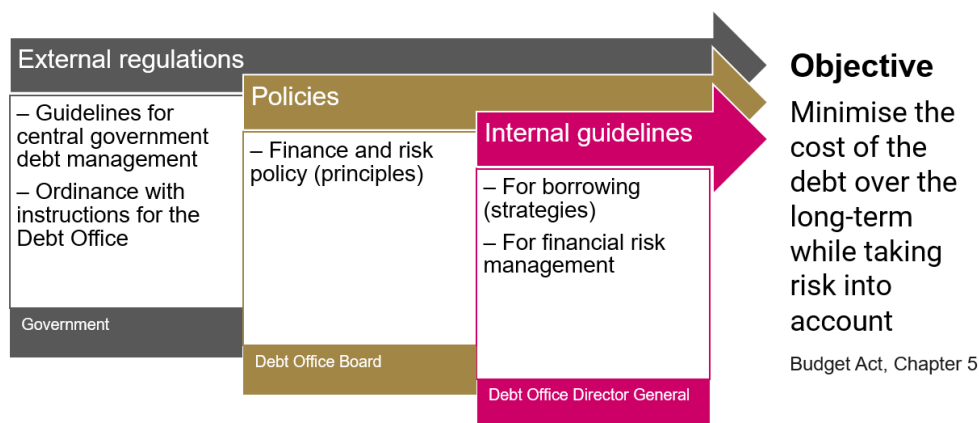 External regulations
– Guidelines for
central government
debt management
– Ordinance with
instructions for the
Debt Office
Government
Policies
– Finance and risk
policy (principles)
Debt Office Board
Internal guidelines
– For borrowing
(strategies)
– For financial risk
management
Debt Office Director General
Objective
Minimise the
cost of the
debt over the
long-term
while taking
risk into
account
Budget Act, Chapter 5